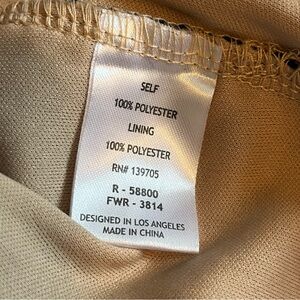 SELF
100% POLYESTER
LINING
100% POLYESTER
RN# 139705
R - 58800
FWR - 3814
DESIGNED IN LOS ANGELES
MADE IN CHINA